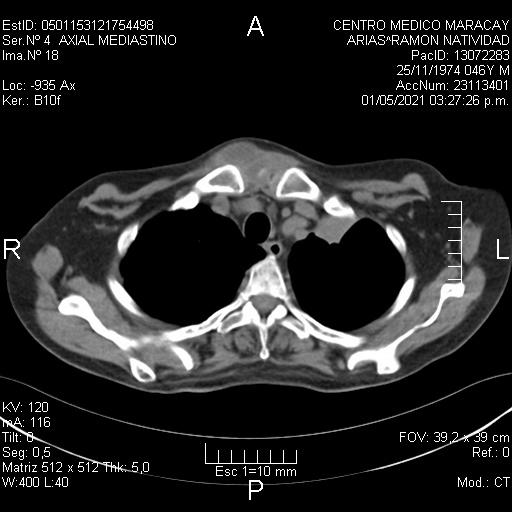 EstID: 0501153121754498
Ser.Nº 4 AXIAL MEDIASTINO
Ima.Nº 18
Loc: -935 Ax
Ker.: B10f
A
CENTRO MEDICO MARACAY
ARIAS^RAMON NATIVIDAD
PacID: 13072283
25/11/1974 046Y M
AccNum: 23113401
01/05/2021 03:27:26 p.m.
R
L
KV: 120
mA: 116
Tilt: 0
Seg: 0,5
Matriz 512 x 512 Thk: 5,0
W:400 L:40
Esc 1=10 mm
P
FOV: 39,2 x 39 cm
Ref.: 0
Mod.: CT